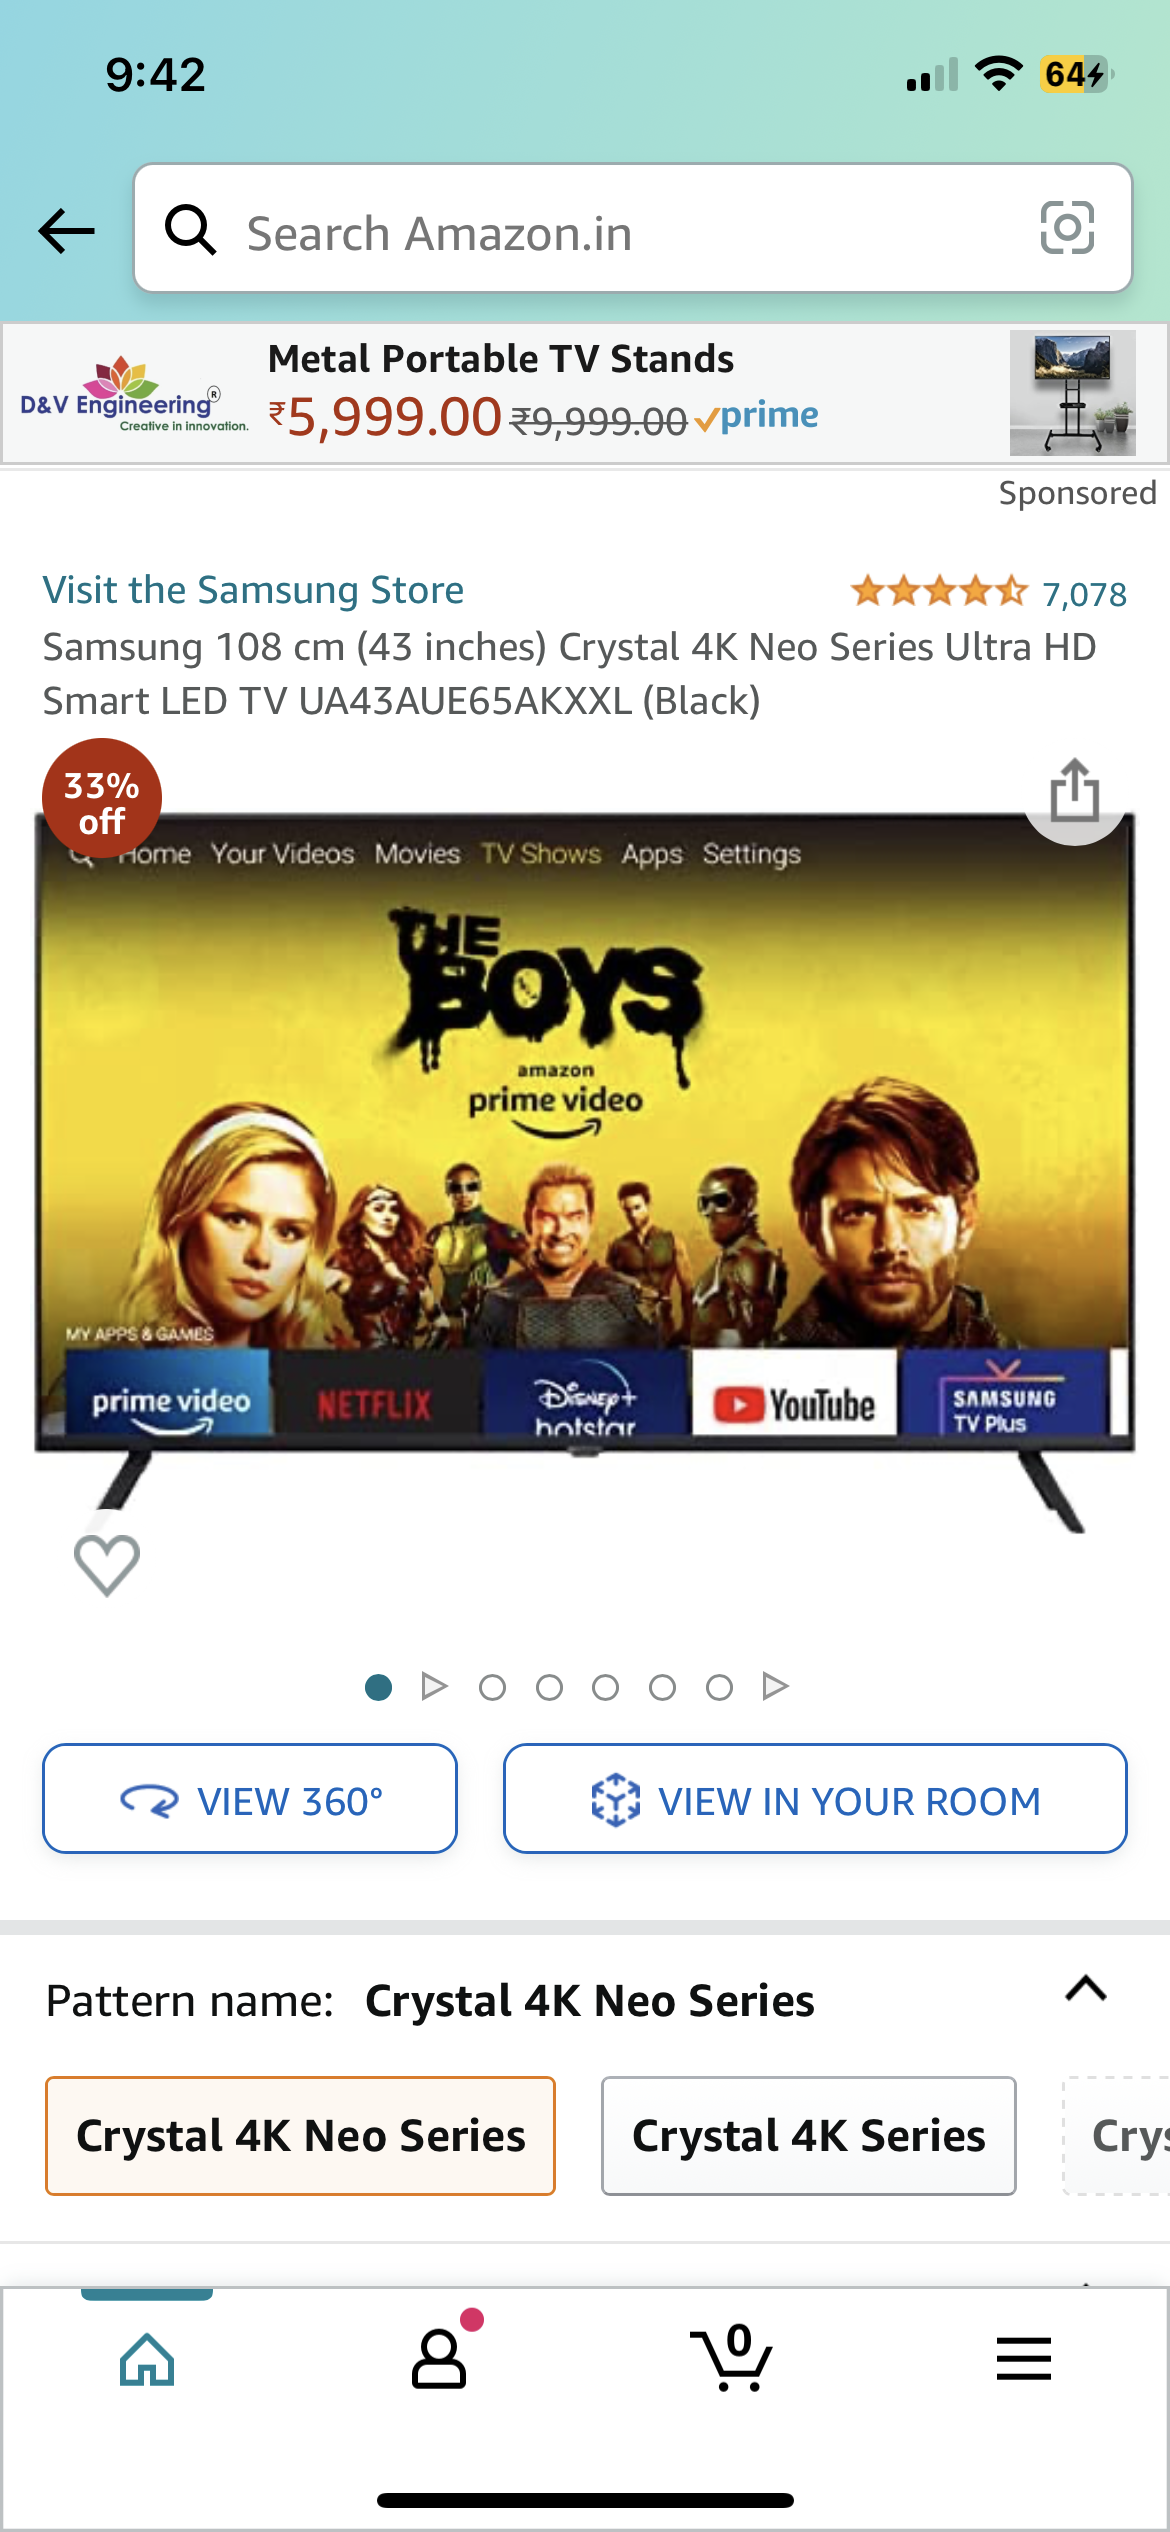 9:42
64
Search Amazon.in
D&V Engineering®
Creative in innovation.
Metal Portable TV Stands
₹5,999.00 ₹9,999.00 prime
Sponsored
Visit the Samsung Store
7,078
Samsung 108 cm (43 inches) Crystal 4K Neo Series Ultra HD
Smart LED TV UA43AUE65AKXXL (Black)
33%
off
Home Your Videos Movies TV Shows Apps Settings
THE
BOYS
amazon
prime video
MY APPS & GAMES
prime video
NETFLIX
Disney+
hotstar
YouTube
SAMSUNG
TV Plus
VIEW 360°
VIEW IN YOUR ROOM
Pattern name: Crystal 4K Neo Series
Crystal 4K Neo Series
Crystal 4K Series
Crys
0